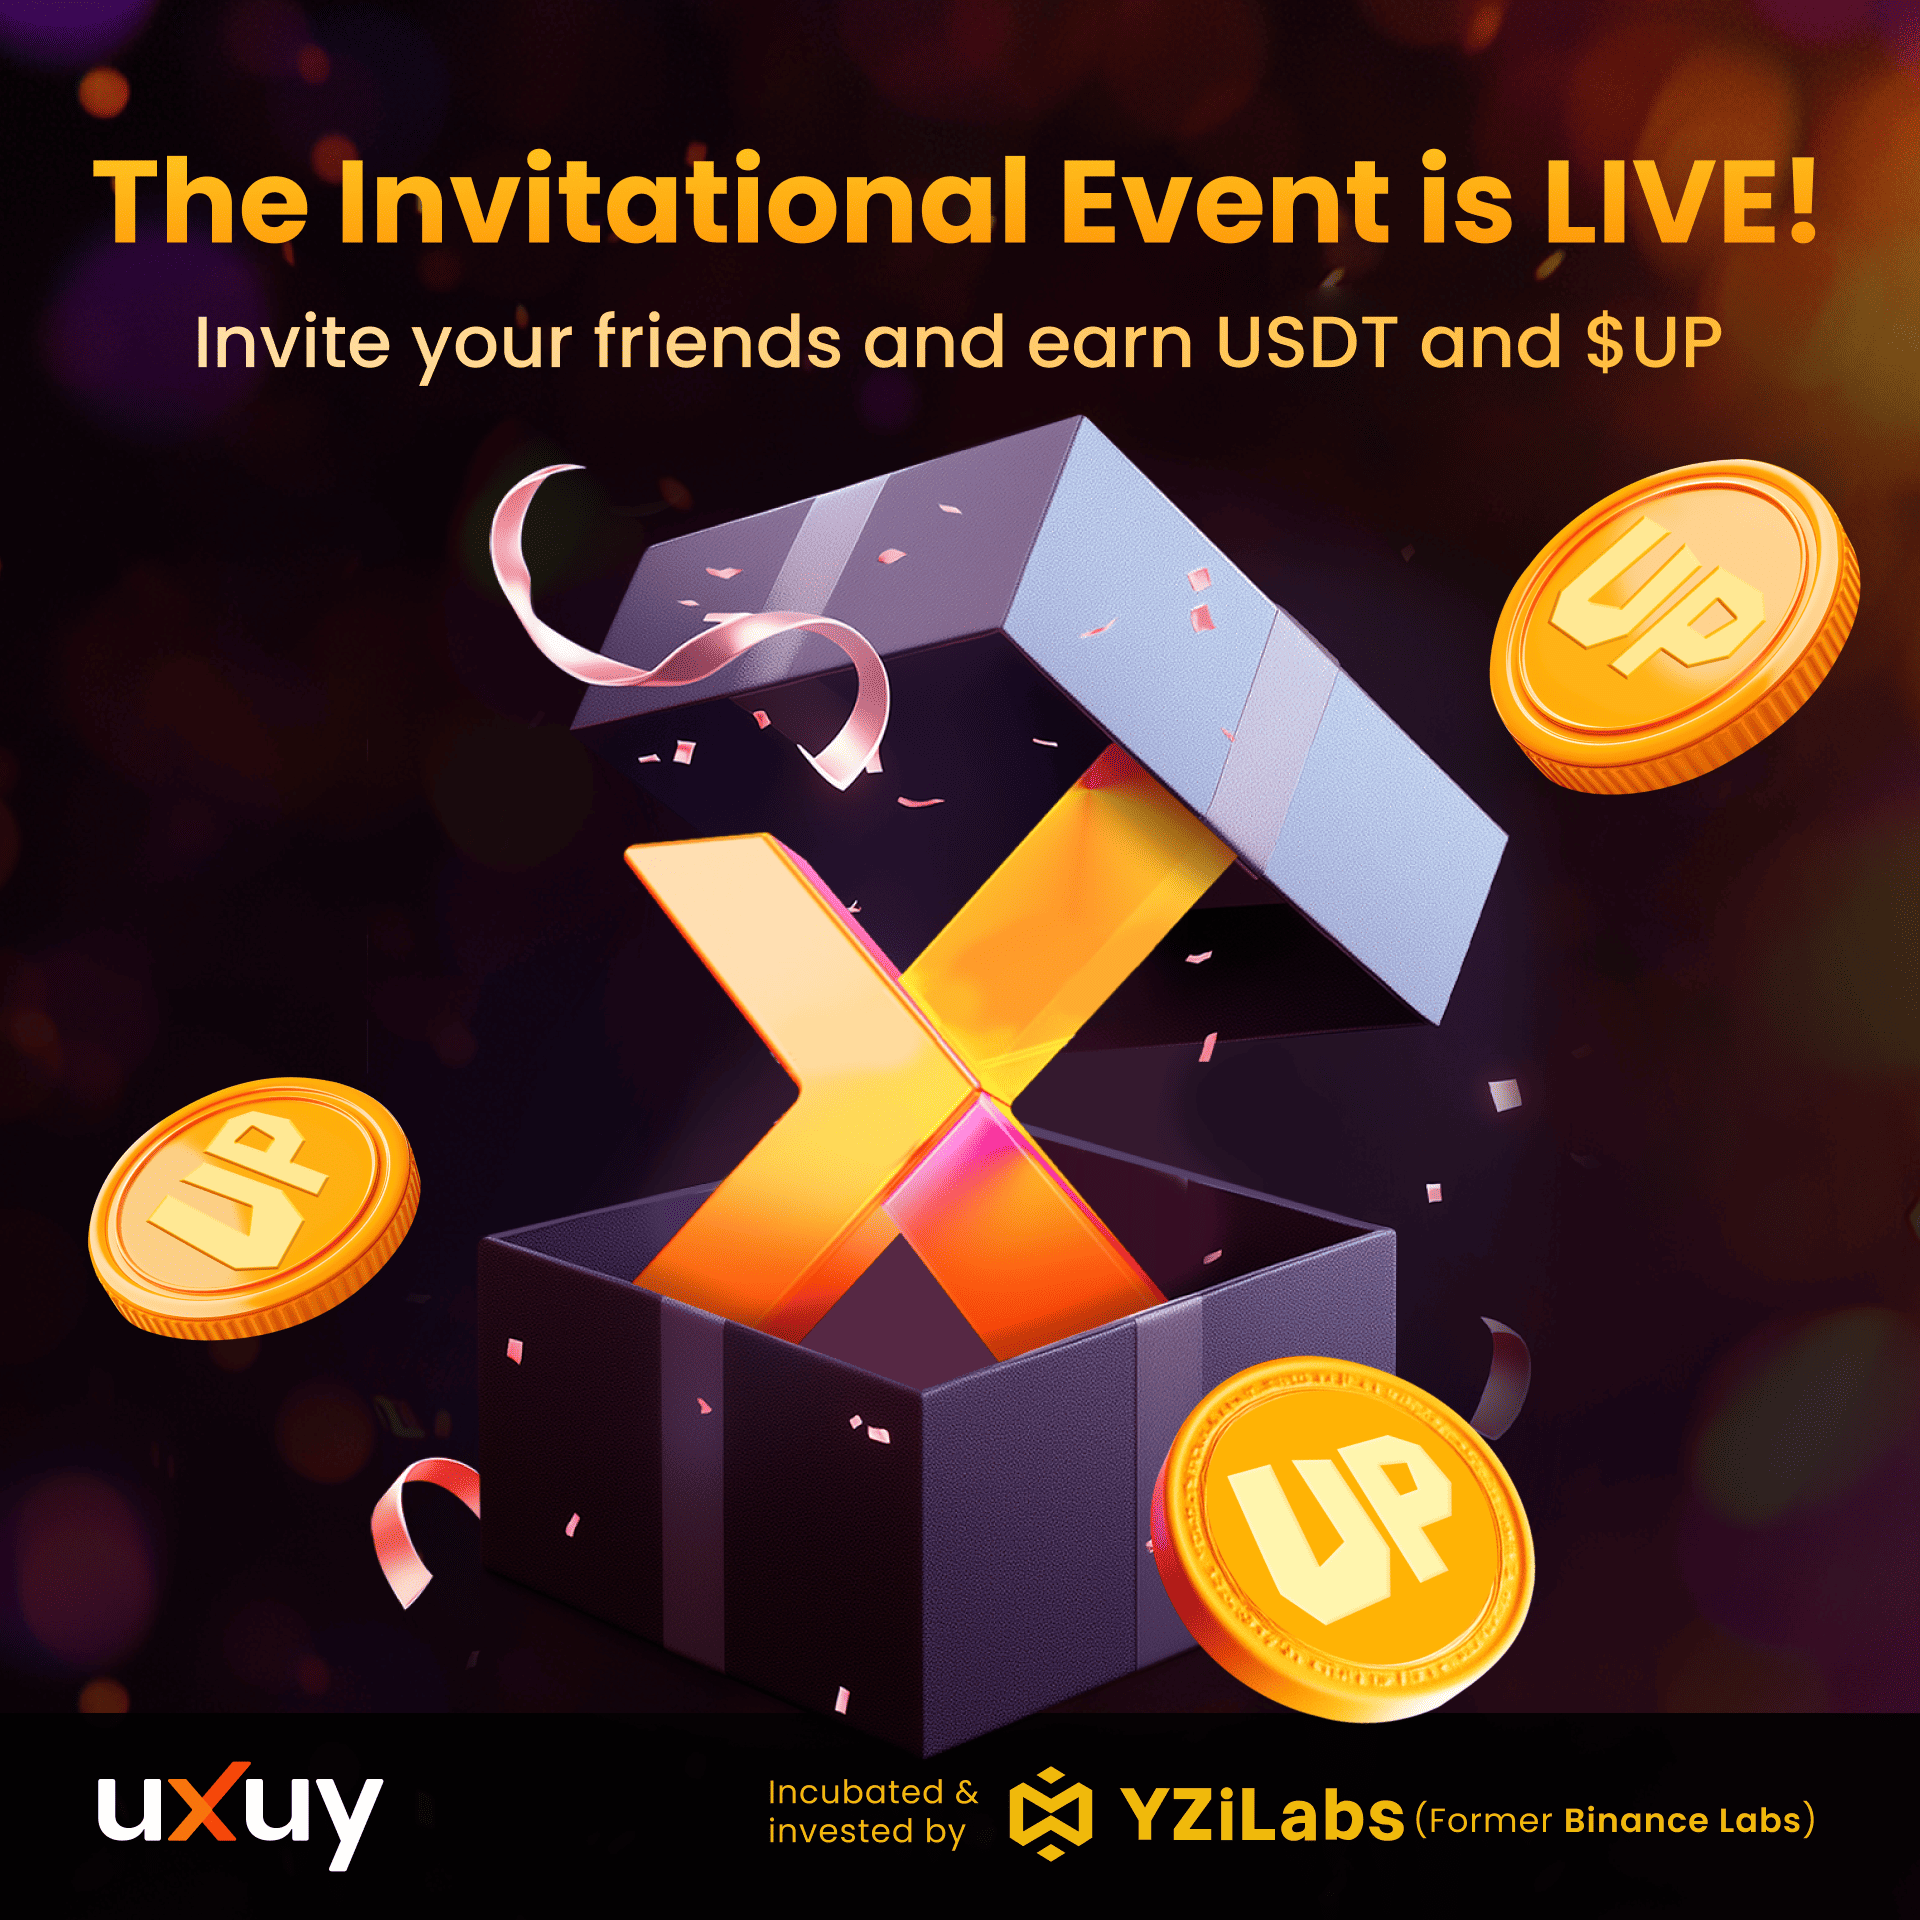 The Invitational Event is LIVE!
Invite your friends and earn USDT and $UP
UP
UP
UP
uxuy
Incubated &
invested by
YZiLabs (Former Binance Labs)